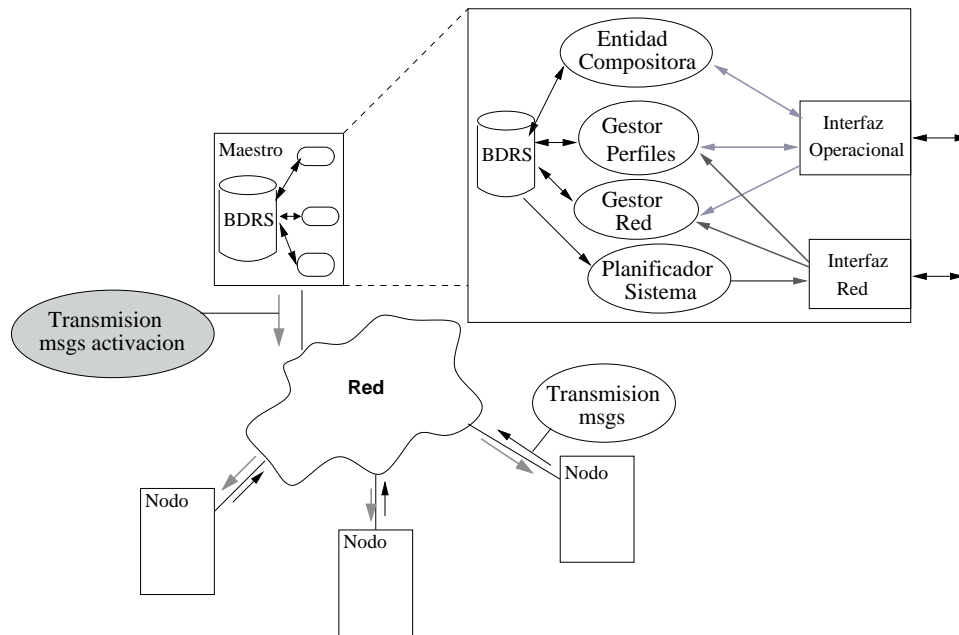 Entidad
Compositora
Interfaz
Operacional
Gestor
Perfiles
BDRS
Gestor
Red
Planificador
Sistema
Interfaz
Red
Maestro
BDRS
Transmision
msgs activacion
Red
Transmision
msgs
Nodo
Nodo
Nodo